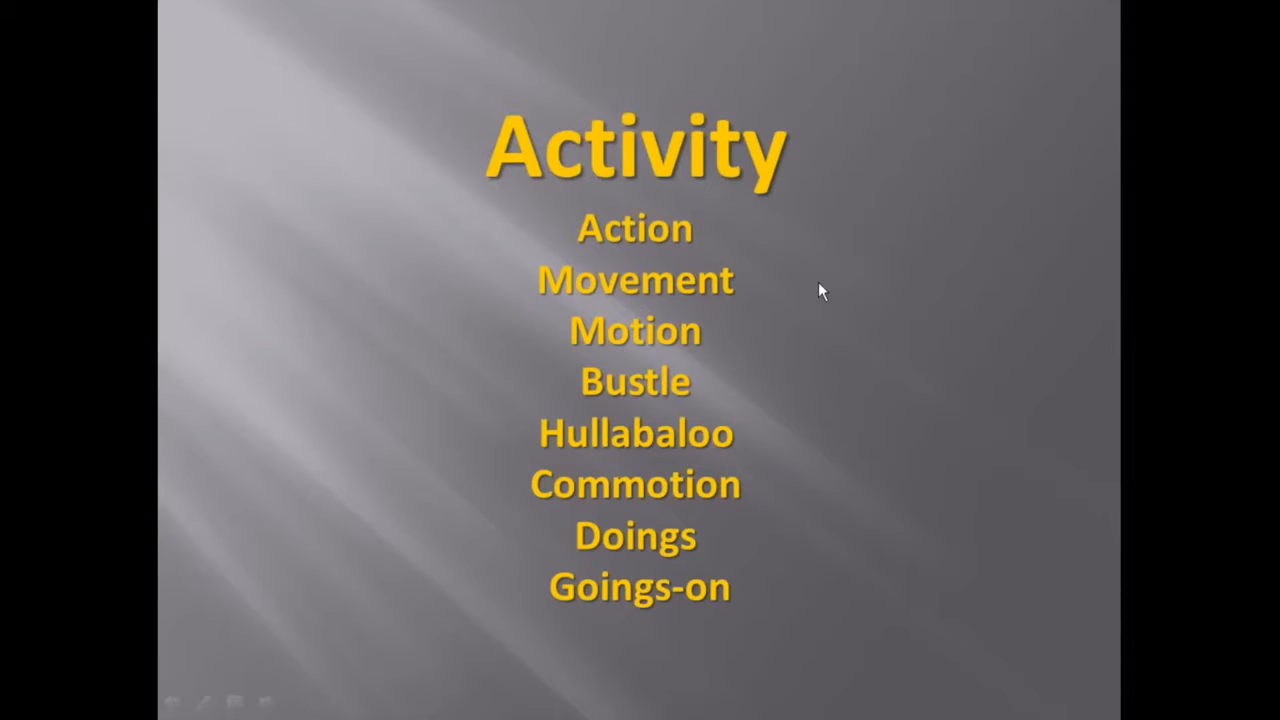 Activity
Action
Movement
Motion
Bustle
Hullabaloo
Commotion
Doings
Goings-on